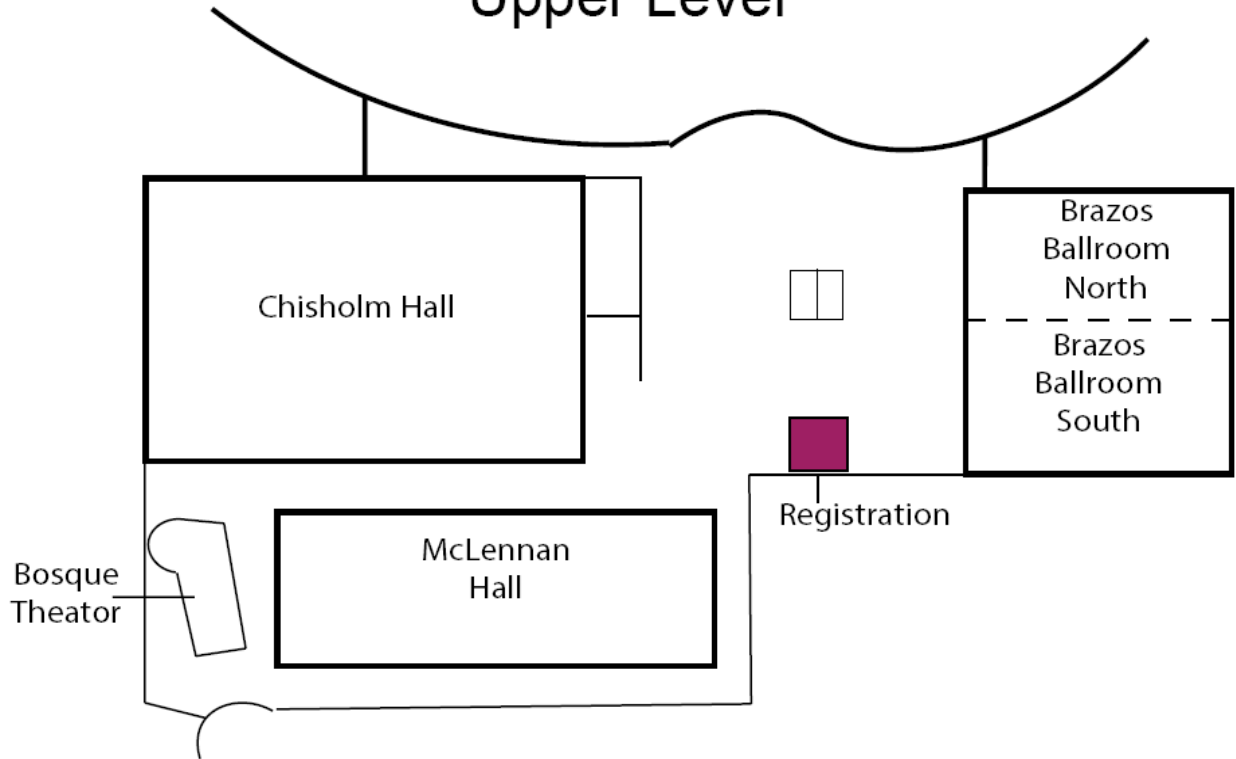 Upper Level
Chisholm Hall
Brazos
Ballroom
North
Brazos
Ballroom
South
Registration
McLennan
Hall
Bosque
Theator